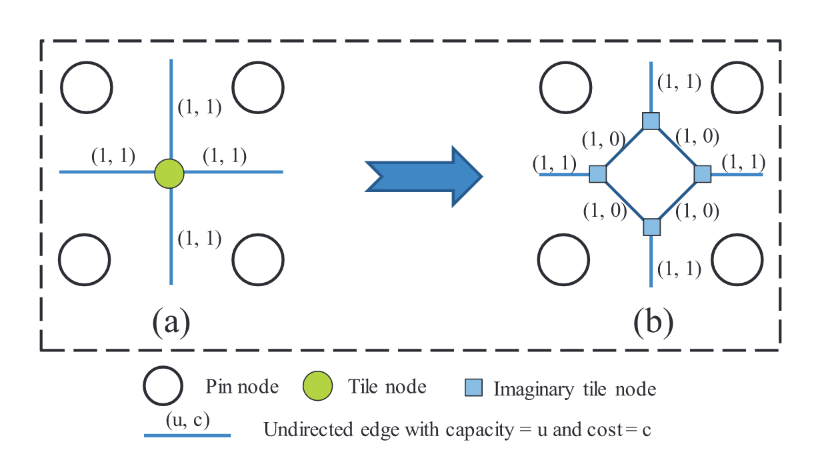 (1, 1)
(1, 1)
(1, 1)
(1, 1)
(a)
(1, 1)
(1, 0)
(1, 0)
(1, 1)
(1, 1)
(1, 0)
(1, 0)
(1, 1)
(b)
Pin node
Tile node
Imaginary tile node
(u, c)
Undirected edge with capacity = u and cost = c